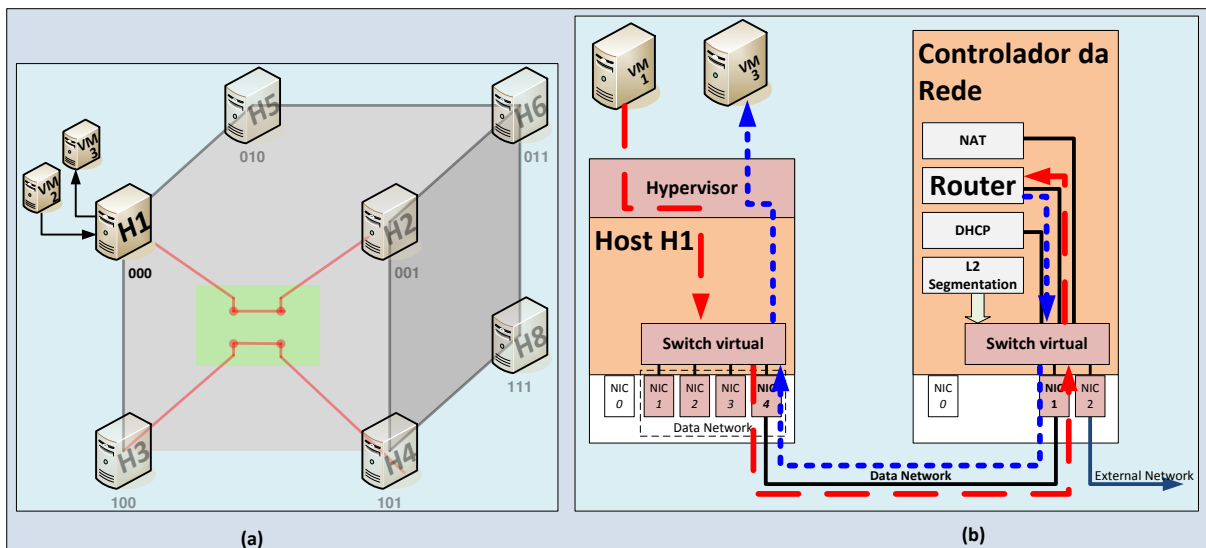 H5
010
H6
011
VM
3
VM
2
H1
000
H2
001
H8
111
H3
100
H4
101
(a)
VM
1
VM
3
Hypervisor
Host H1
Switch virtual
NIC
0
NIC
1
NIC
2
NIC
3
NIC
4
Data Network
Controlador da
Rede
NAT
Router
DHCP
L2
Segmentation
Switch virtual
NIC
0
NIC
1
NIC
2
Data Network
External Network
(b)